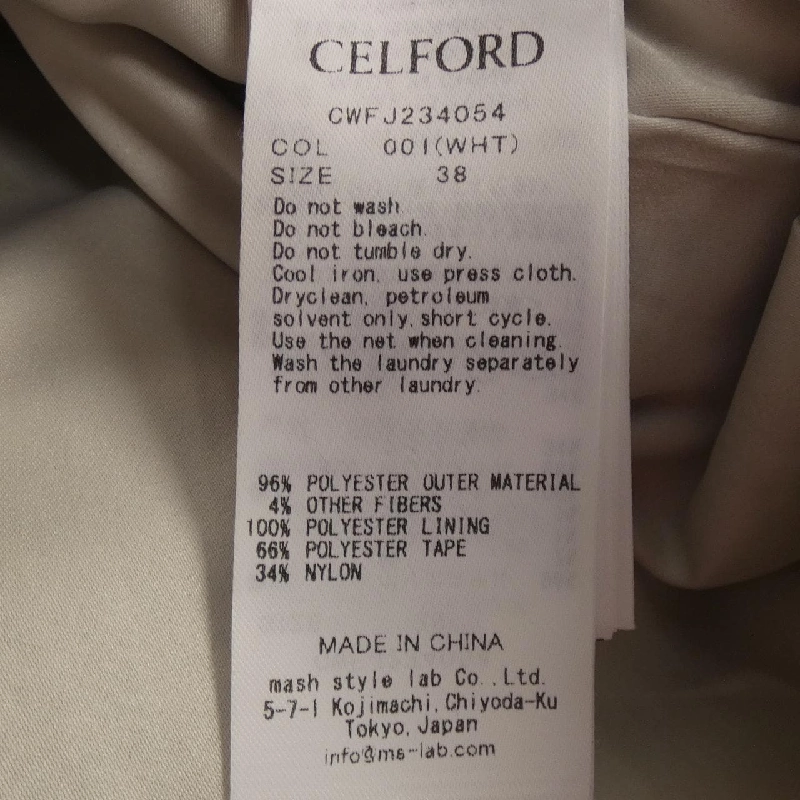 CELFORD
CWFJ234054
COL 001(WHT)
SIZE 38
Do not wash.
Do not bleach.
Do not tumble dry.
Cool iron, use press cloth.
Dryclean, petroleum
solvent only,short cycle.
Use the net when cleaning.
Wash the laundry separately
from other laundry.
96% POLYESTER OUTER MATERIAL
4% OTHER FIBERS
100% POLYESTER LINING
66% POLYESTER TAPE
34% NYLON
MADE IN CHINA
mash style lab Co.,Ltd.
5-7-1 Kojimachi,Chiyoda-Ku
Tokyo,Japan
info@ms-lab.com